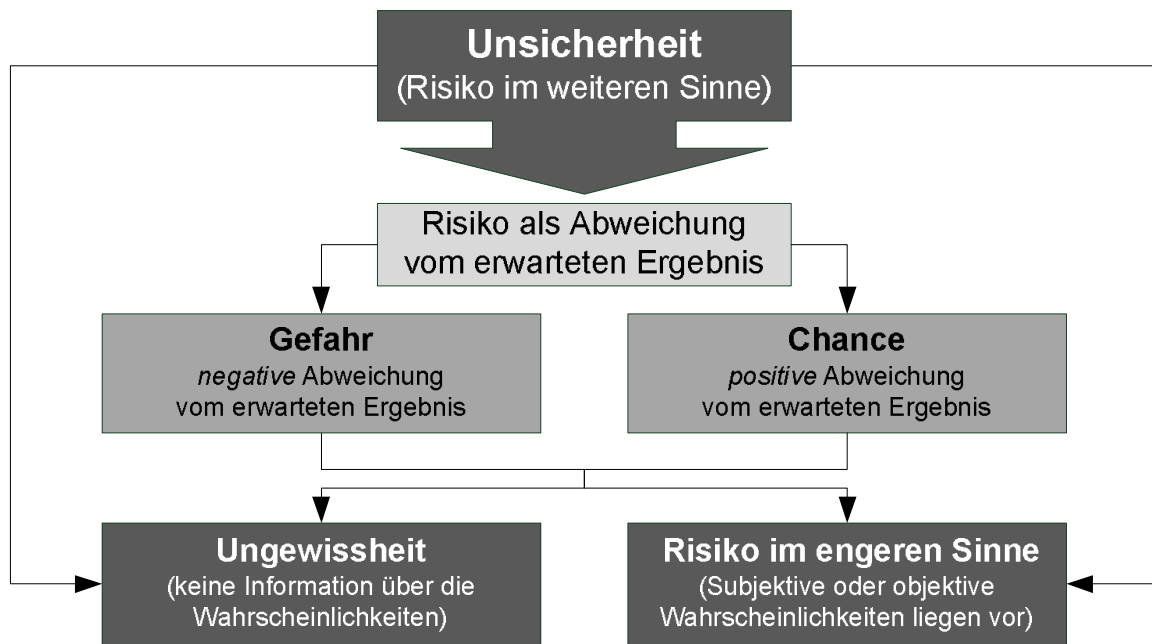 Unsicherheit
(Risiko im weiteren Sinne)
Risiko als Abweichung
vom erwarteten Ergebnis
Gefahr
negative Abweichung
vom erwarteten Ergebnis
Chance
positive Abweichung
vom erwarteten Ergebnis
Ungewissheit
(keine Information über die
Wahrscheinlichkeiten)
Risiko im engeren Sinne
(Subjektive oder objektive
Wahrscheinlichkeiten liegen vor)